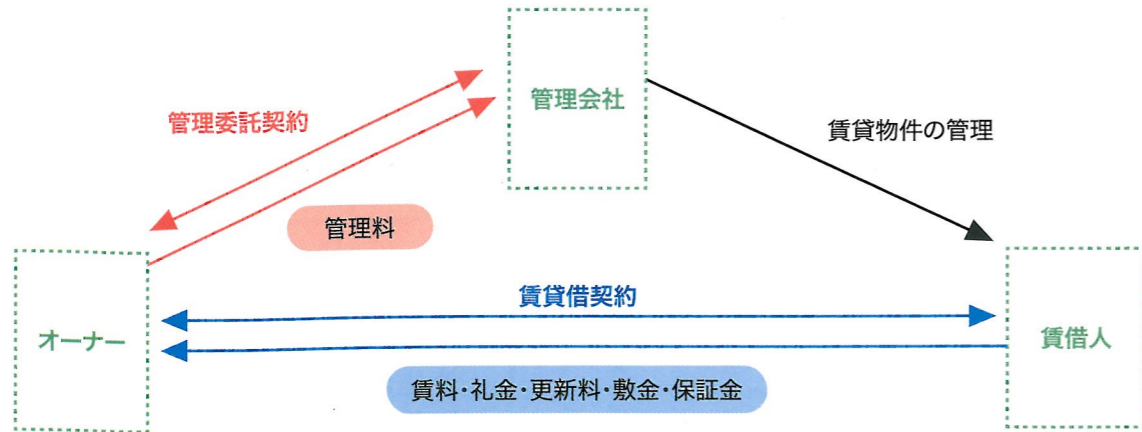 管理会社
管理委託契約
賃貸物件の管理
管理料
賃貸借契約
オーナー
賃借人
賃料・礼金・更新料・敷金・保証金